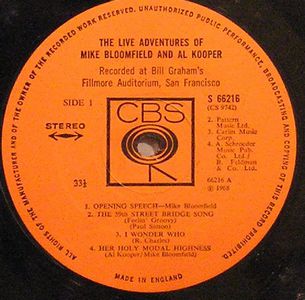 ALL RIGHTS OF THE MANUFACTURER AND OF THE OWNER OF THE RECORDED WORK RESERVED. UNAUTHORISED PUBLIC PERFORMANCE, BROADCASTING AND COPYING OF THIS RECORD PROHIBITED.
THE LIVE ADVENTURES OF
MIKE BLOOMFIELD AND AL KOOPER
Recorded at Bill Graham's
Fillmore Auditorium, San Francisco
SIDE 1
S 66216
(CS 9742)
CBS
2. Pattern
Music Ltd.
3. Carlin Music
Corp.
4. A. Schroeder
Music Pub.
Co. Ltd./
B. Feldman
& Co. Ltd.
STEREO
33⅓
66216 A
℗ 1968
1. OPENING SPEECH—Mike Bloomfield
2. THE 59th STREET BRIDGE SONG
(Feelin' Groovy)
(Paul Simon)
3. I WONDER WHO
(R. Charles)
4. HER HOLY MODAL HIGHNESS
(Al Kooper/Mike Bloomfield)
MADE IN ENGLAND